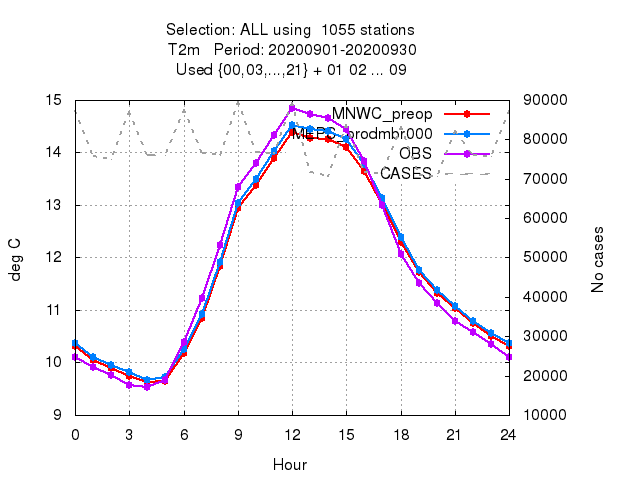 Selection: ALL using  1055 stations
T2m   Period: 20200901-20200930
Used {00,03,...,21} + 01 02 ... 09
MNWC_preop
MEPS_prodmbr000
OBS
CASES
15
14
13
12
11
10
9
deg C
90000
80000
70000
60000
50000
40000
30000
20000
10000
No cases
0 3 6 9 12 15 18 21 24
Hour